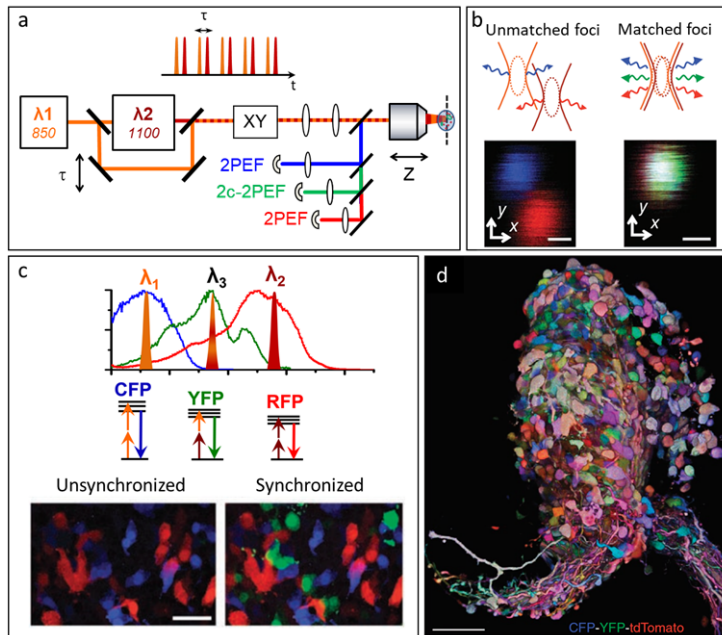 a
τ
t
λ1
850
λ2
1100
XY
τ
2PEF
2c-2PEF
2PEF
Z
b
Unmatched foci
Matched foci
y
x
y
x
c
λ1
λ3
λ2
CFP
YFP
RFP
Unsynchronized
Synchronized
d
CFP-YFP-tdTomato